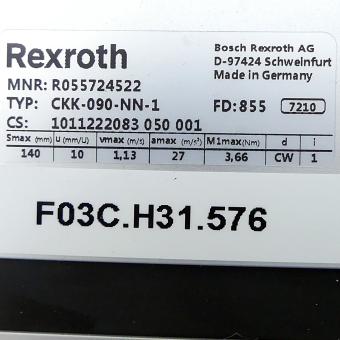 Rexroth
Bosch Rexroth AG
D-97424 Schweinfurt
Made in Germany
MNR: R055724522
TYP: CKK-090-NN-1 FD: 855 7210
CS: 1011222083 050 001
Smax (mm) u (mm/U) vmax (m/s) amax (m/s²) M1max(Nm) d i
140 10 1,13 27 3,66 CW 1
F03C.H31.576